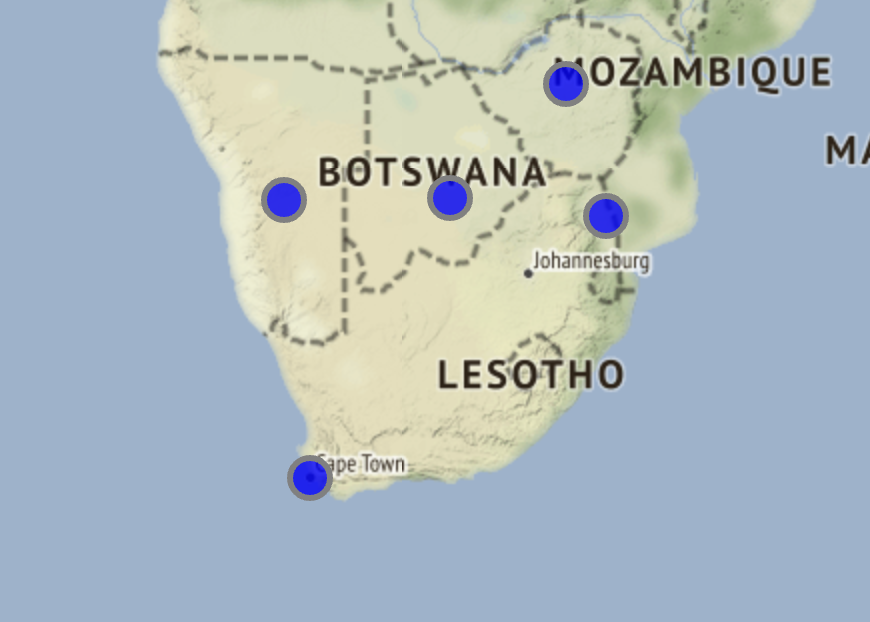 MOZAMBIQUE
MA
BOTSWANA
Johannesburg
LESOTHO
Cape Town